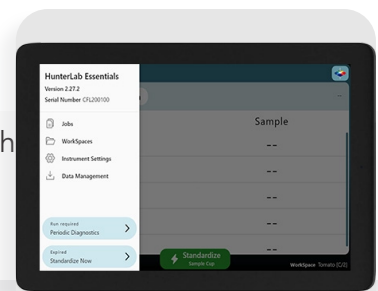 HunterLab Essentials
Version 2.27.2
Serial Number CFL200100
Jobs
WorkSpaces
Instrument Settings
Data Management
Run required
Periodic Diagnostics
Expired
Standardize Now
Sample
--
--
--
--
--
Standardize
Sample Cup
WorkSpace Tomato [C/2]
h